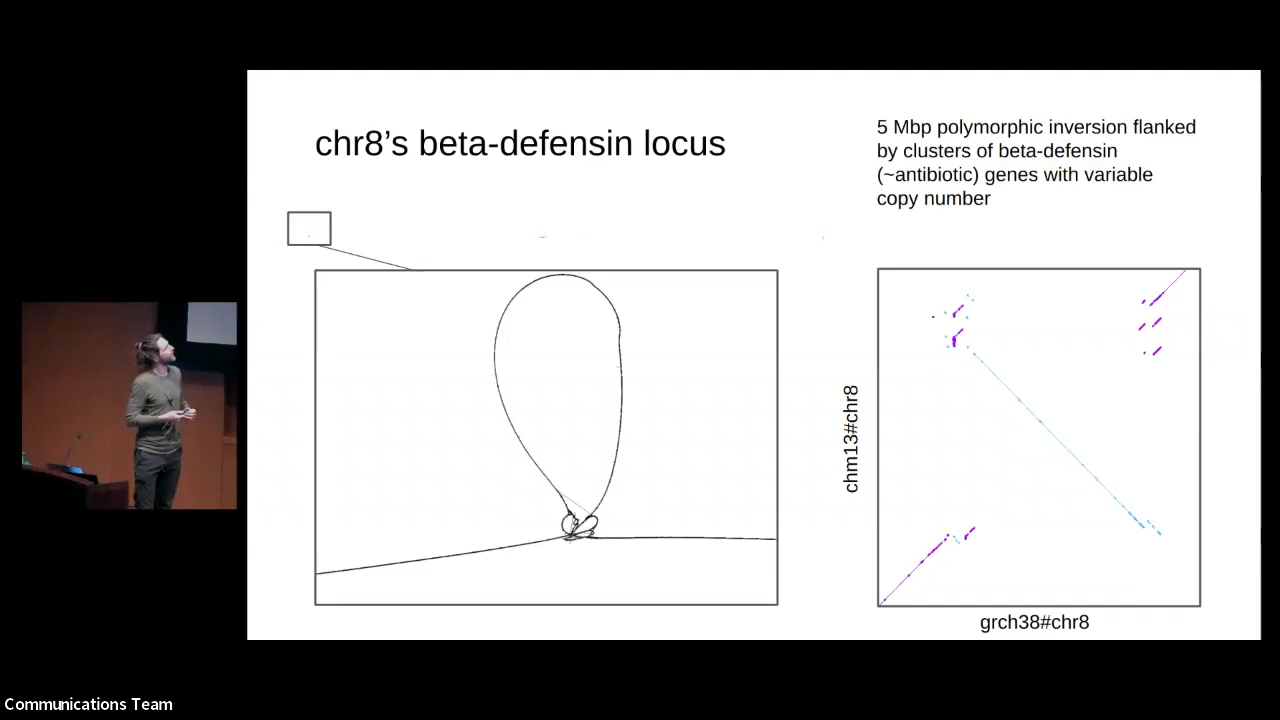 chr8's beta-defensin locus
5 Mbp polymorphic inversion flanked
by clusters of beta-defensin
(~antibiotic) genes with variable
copy number
chm13#chr8
grch38#chr8
Communications Team